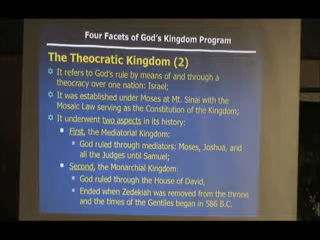 Four Facets of God's Kingdom Program
The Theocratic Kingdom (2)
It refers to God's rule by means of and through a
theocracy over one nation: Israel;
It was established under Moses at Mt. Sinai with the
Mosaic Law serving as the Constitution of the Kingdom;
It underwent two aspects in its history:
First, the Mediatorial Kingdom:
God ruled through mediators: Moses, Joshua, and
all the Judges until Samuel;
Second, the Monarchial Kingdom:
God ruled through the House of David,
Ended when Zedekiah was removed from the throne
and the times of the Gentiles began in 586 B.C.